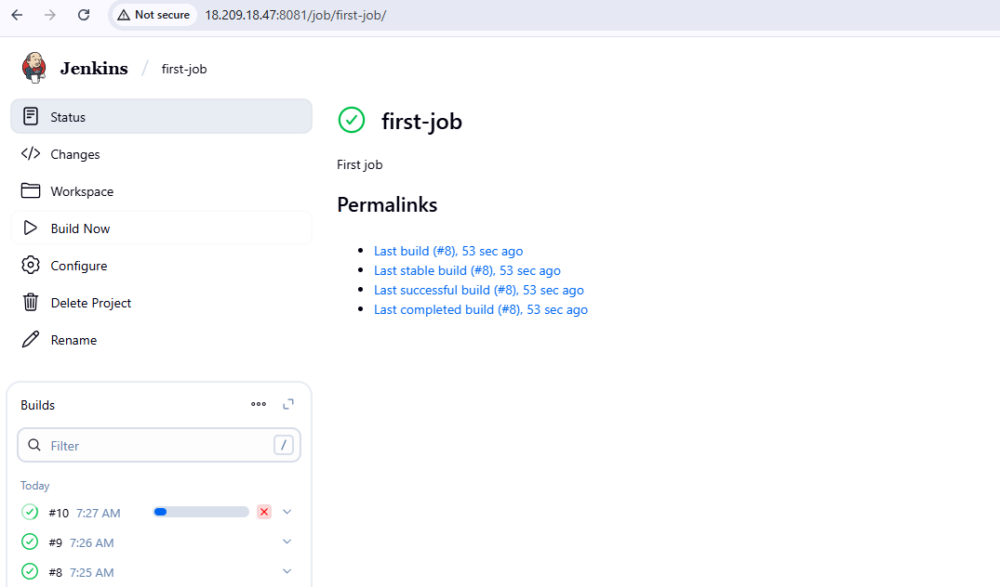 Not secure 18.209.18.47:8081/job/first-job/
Jenkins / first-job
Status
Changes
Workspace
Build Now
Configure
Delete Project
Rename
first-job
First job
Permalinks
Last build (#8), 53 sec ago
Last stable build (#8), 53 sec ago
Last successful build (#8), 53 sec ago
Last completed build (#8), 53 sec ago
Builds
Filter /
Today
#10 7:27 AM
#9 7:26 AM
#8 7:25 AM